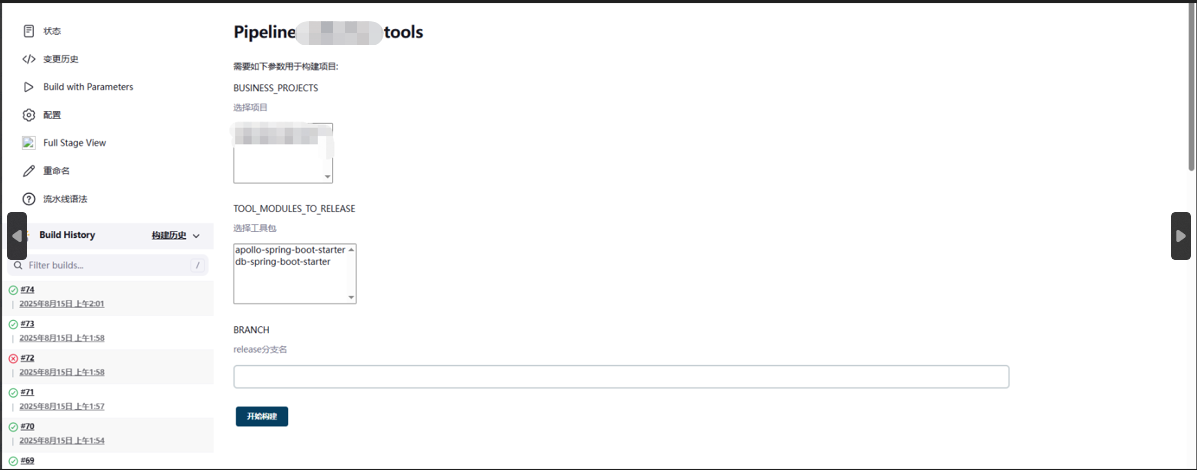 状态
变更历史
Build with Parameters
配置
Full Stage View
重命名
流水线语法
Build History
构建历史
Filter builds...
/
#74
2025年8月15日 上午2:01
#73
2025年8月15日 上午1:58
#72
2025年8月15日 上午1:58
#71
2025年8月15日 上午1:57
#70
2025年8月15日 上午1:54
#69
Pipeline tools
需要如下参数用于构建项目:
BUSINESS_PROJECTS
选择项目
TOOL_MODULES_TO_RELEASE
选择工具包
apollo-spring-boot-starter
db-spring-boot-starter
BRANCH
release分支名
开始构建